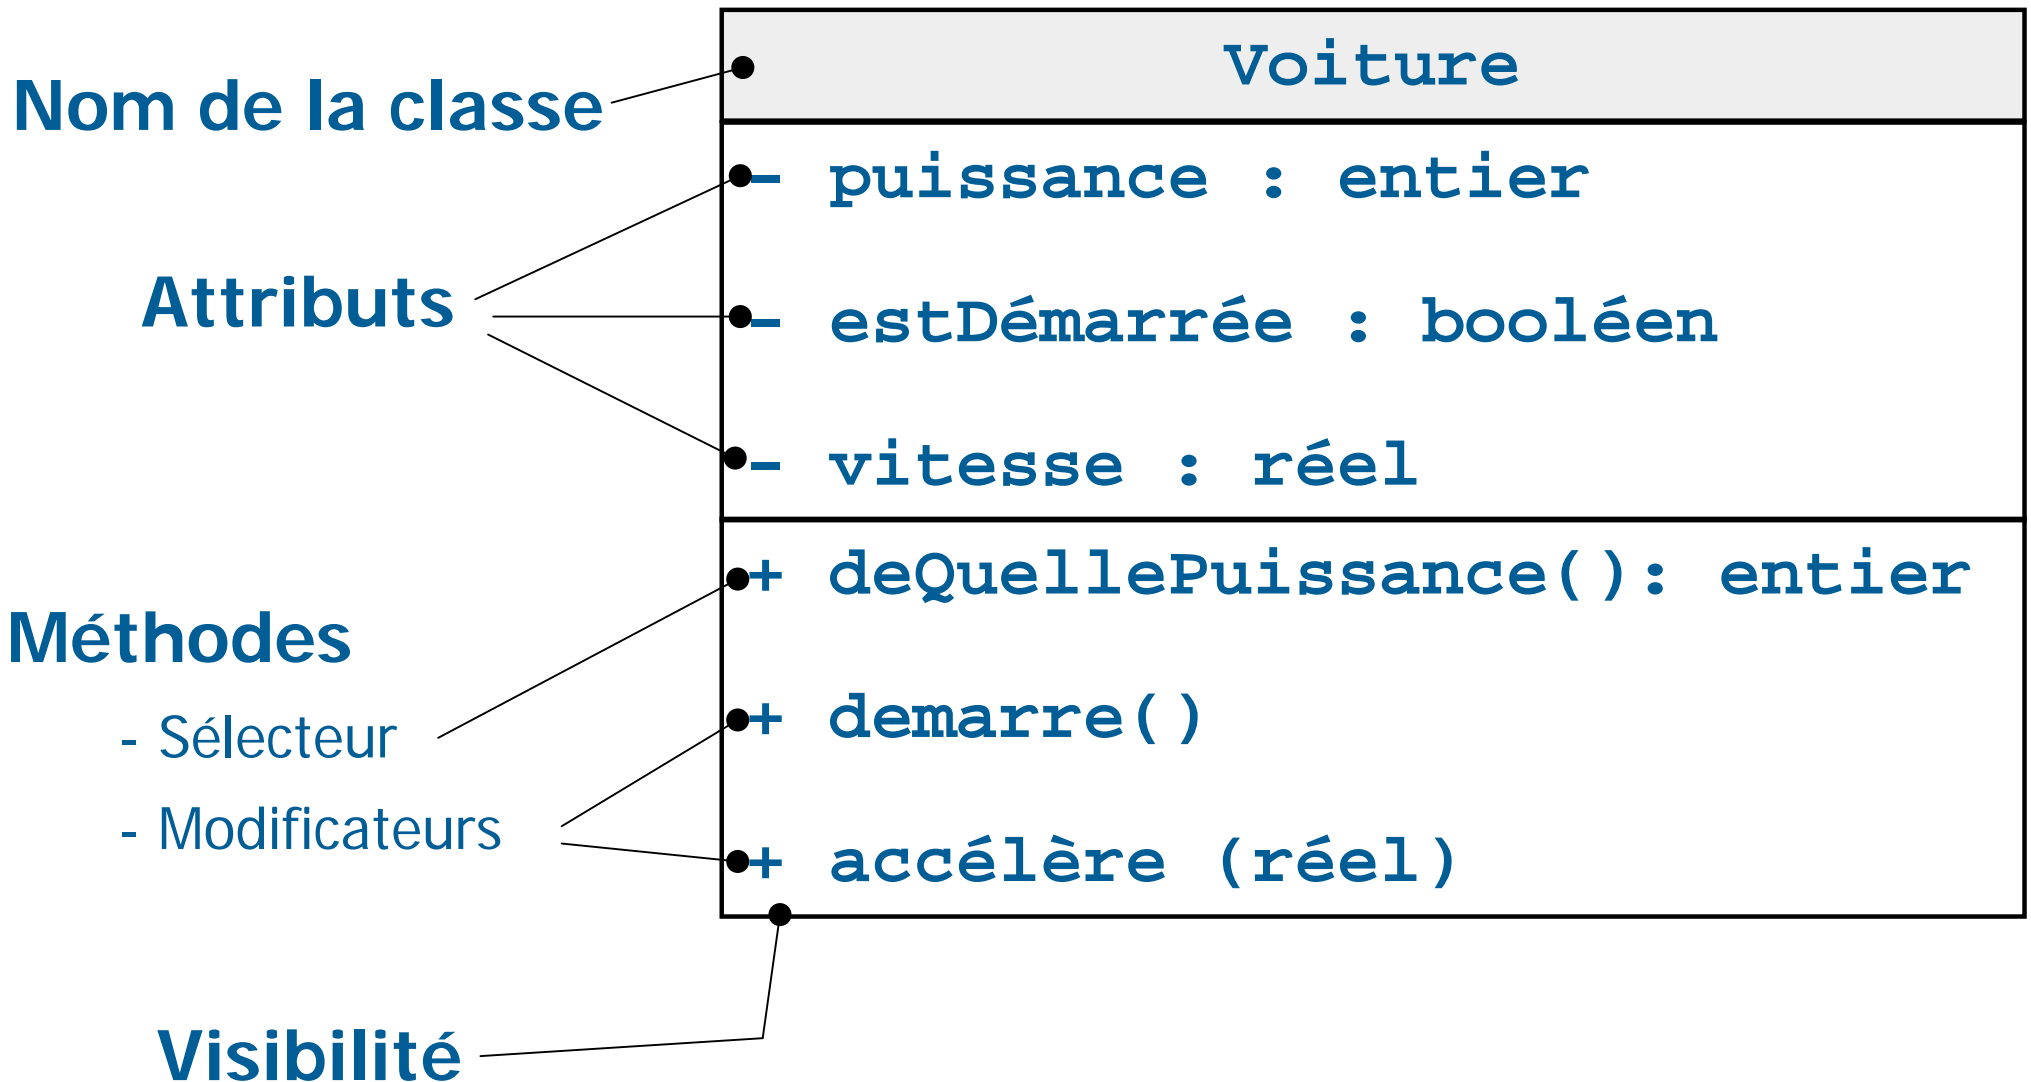 Nom de la classe
Voiture
Attributs
- puissance : entier
- estDémarrée : booléen
- vitesse : réel
Méthodes
- Sélecteur
- Modificateurs
+ deQuellePuissance(): entier
+ demarre()
+ accélère (réel)
Visibilité